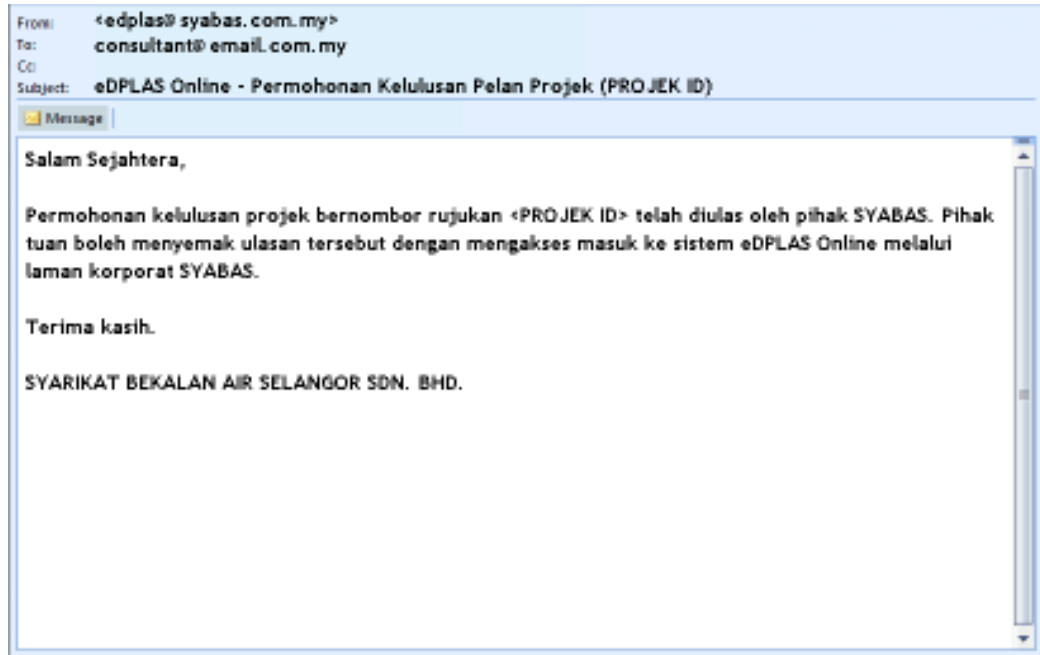 From: <edplas@syabas.com.my>
To: consultant@email.com.my
Cc:
Subject: eDPLAS Online - Permohonan Kelulusan Pelan Projek (PROJEK ID)
Message
Salam Sejahtera,
Permohonan kelulusan projek bernombor rujukan <PROJEK ID> telah diulas oleh pihak SYABAS. Pihak
tuan boleh menyemak ulasan tersebut dengan mengakses masuk ke sistem eDPLAS Online melalui
laman korporat SYABAS.
Terima kasih.
SYARIKAT BEKALAN AIR SELANGOR SDN. BHD.